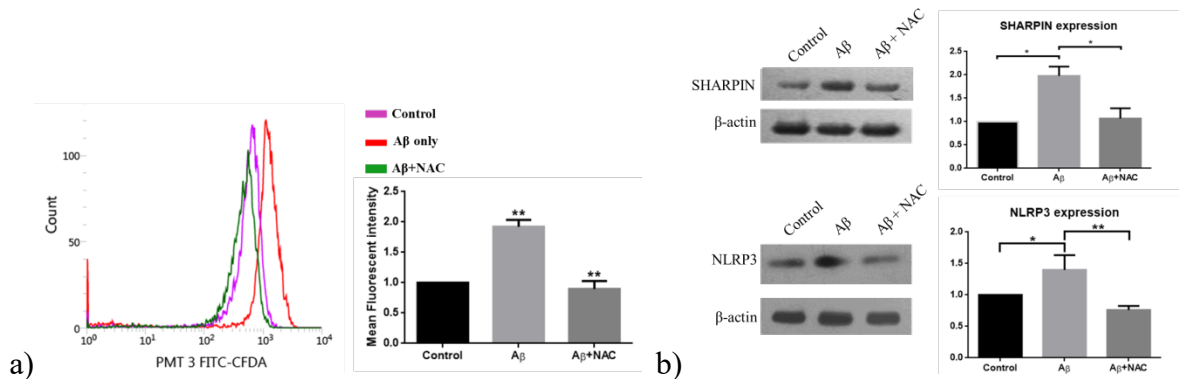 Control
Aβ only
Aβ+NAC
Count
100
50
0
10⁰ 10¹ 10² 10³ 10⁴
PMT 3 FITC-CFDA
Mean Fluorescent intensity
2.5
2.0
1.5
1.0
0.5
0.0
**
**
Control Aβ Aβ+NAC
a)
Control Aβ Aβ + NAC
SHARPIN
β-actin
SHARPIN expression
2.5
2.0
1.5
1.0
0.5
0.0
* *
Control Aβ Aβ+NAC
Control Aβ Aβ + NAC
NLRP3
β-actin
NLRP3 expression
2.0
1.5
1.0
0.5
0.0
* **
Control Aβ Aβ+NAC
b)